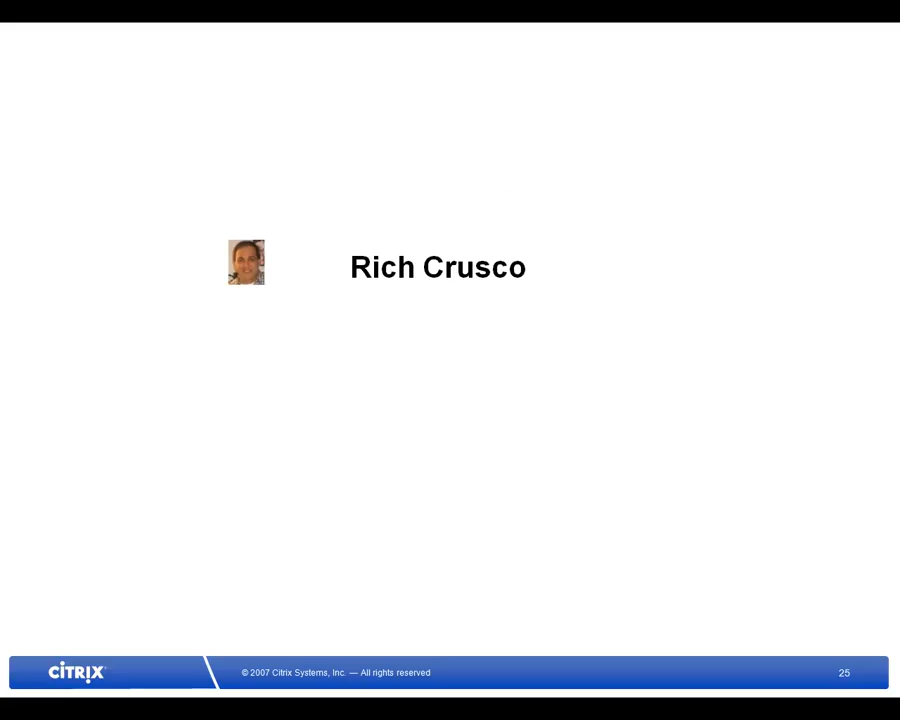 Rich Crusco
CITRIX
© 2007 Citrix Systems, Inc. — All rights reserved
25